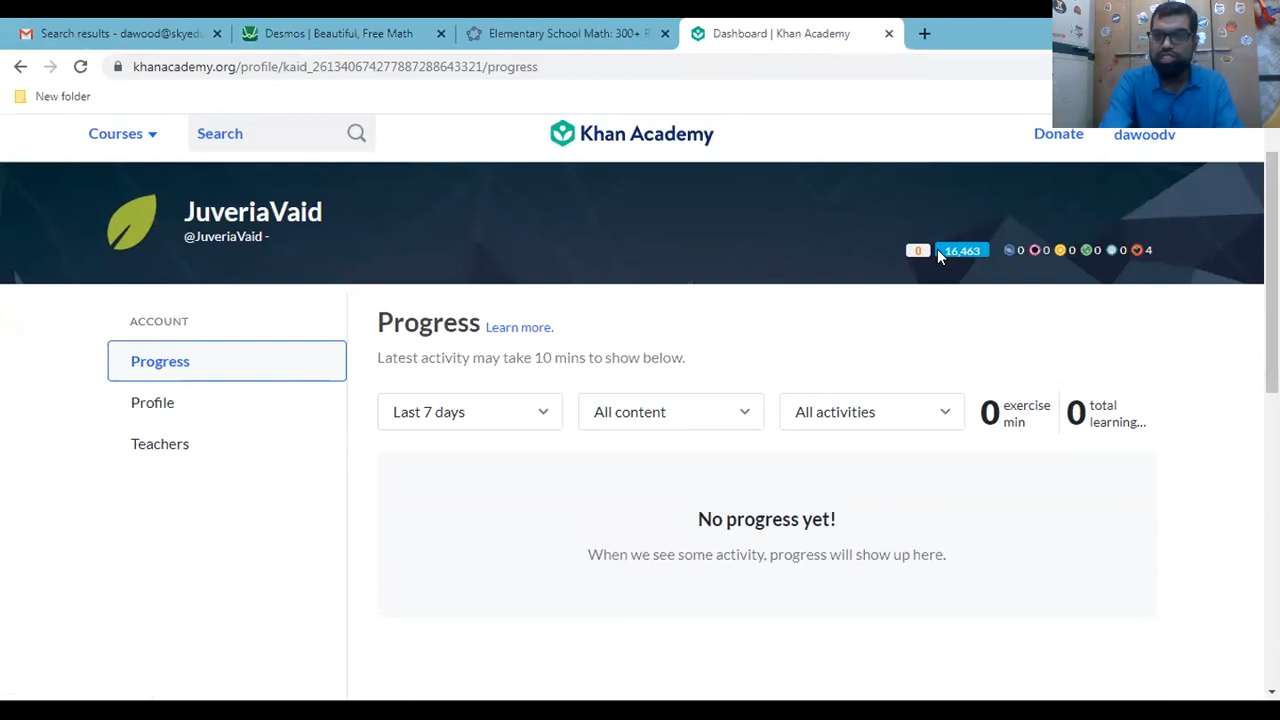 Search results - dawood@skyedu
Desmos | Beautiful, Free Math
Elementary School Math: 300+
Dashboard | Khan Academy
khanacademy.org/profile/kaid_261340674277887288643321/progress
New folder
Courses
Search
Khan Academy
Donate
dawoodv
JuveriaVaid
@JuveriaVaid -
0
16,463
0
0
0
0
0
4
ACCOUNT
Progress
Profile
Teachers
Progress Learn more.
Latest activity may take 10 mins to show below.
Last 7 days
All content
All activities
0 exercise
min
0 total
learning...
No progress yet!
When we see some activity, progress will show up here.